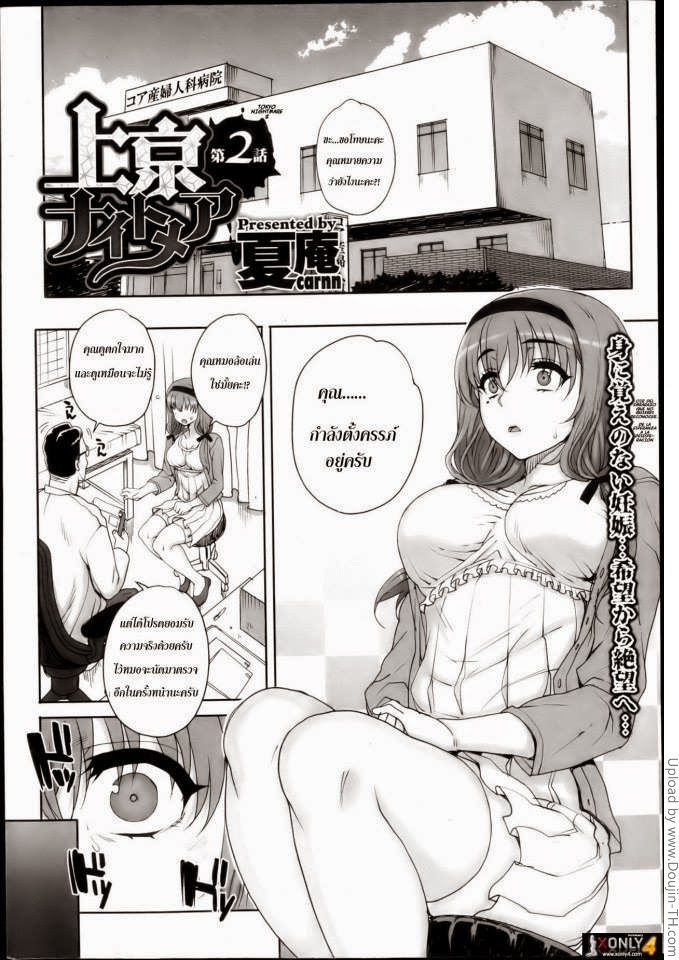 コア産婦人科病院
TOKYO
NIGHTMARE
2
上京
ナイトメア
第2話
Presented by
夏庵
carnn
ขะ...ขอโทษนะคะ
คุณหมายความ
ว่ายังไงนะคะ?!
คุณหมอล้อเล่น
ใช่มั้ยคะ!?
คุณดูตกใจมาก
และดูเหมือนจะไม่รู้
แต่ได้โปรดยอมรับ
ความจริงด้วยครับ
ไว้หมอจะนัดมาตรวจ
อีกในครั้งหน้านะครับ
คุณ......
กำลังตั้งครรภ์
อยู่ครับ
身に覚えのない妊娠…希望から絶望へ…
ドドド
ドッ
ドッ
Upload by www.Doujin-TH.com
XONLY4
www.xonly4.com